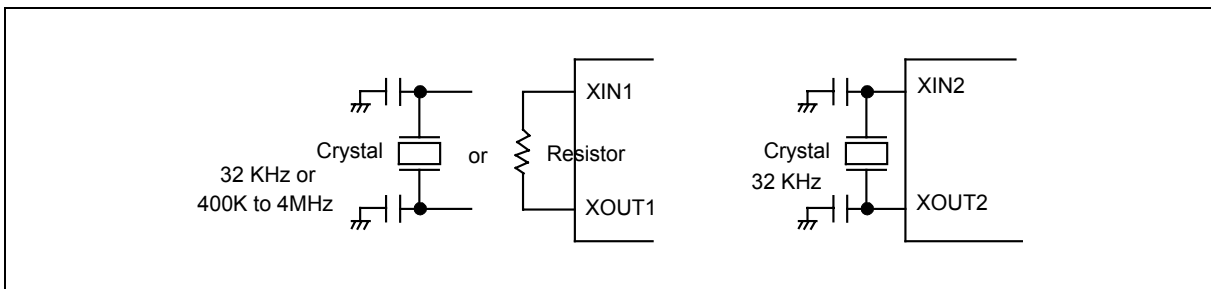 XIN1
Crystal
or
Resistor
32 KHz or
400K to 4MHz
XOUT1
XIN2
Crystal
32 KHz
XOUT2